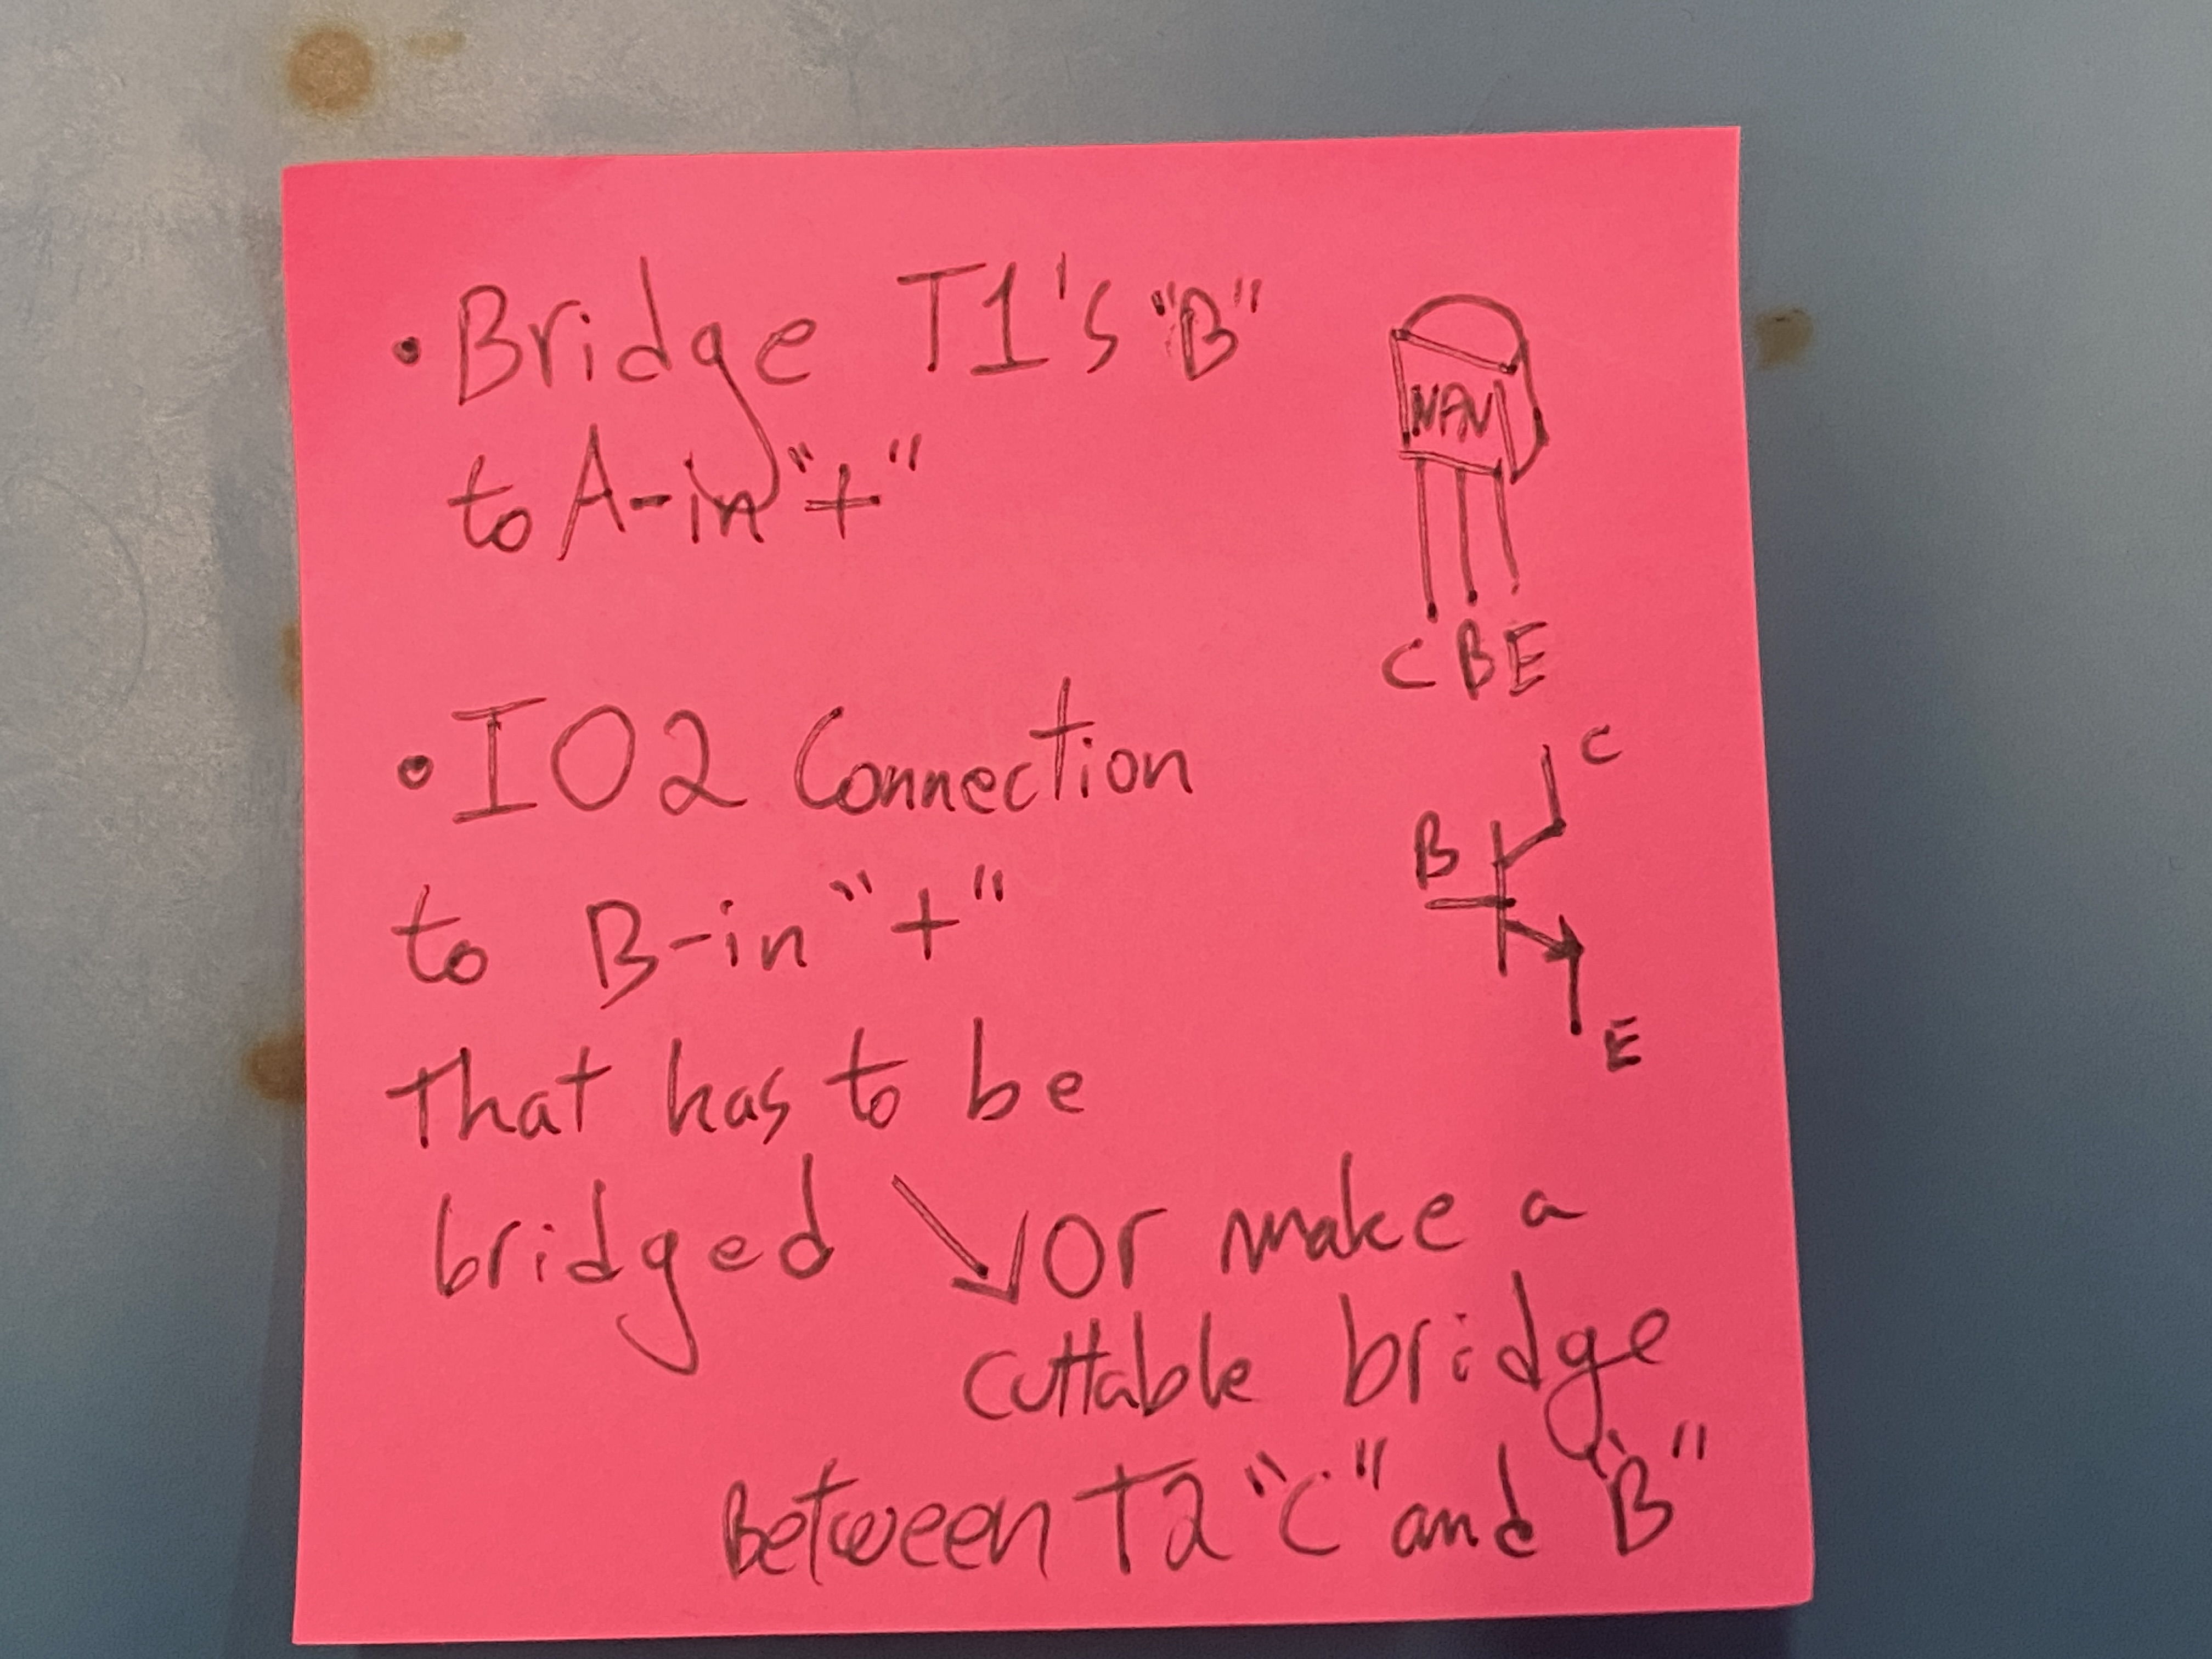 • Bridge T1's "B"
to A-in "+"
NPN
C B E
• IO2 Connection
to B-in "+"
that has to be
bridged ↘ or make a
cuttable bridge
Between T2 "C" and "B"
C
B
E